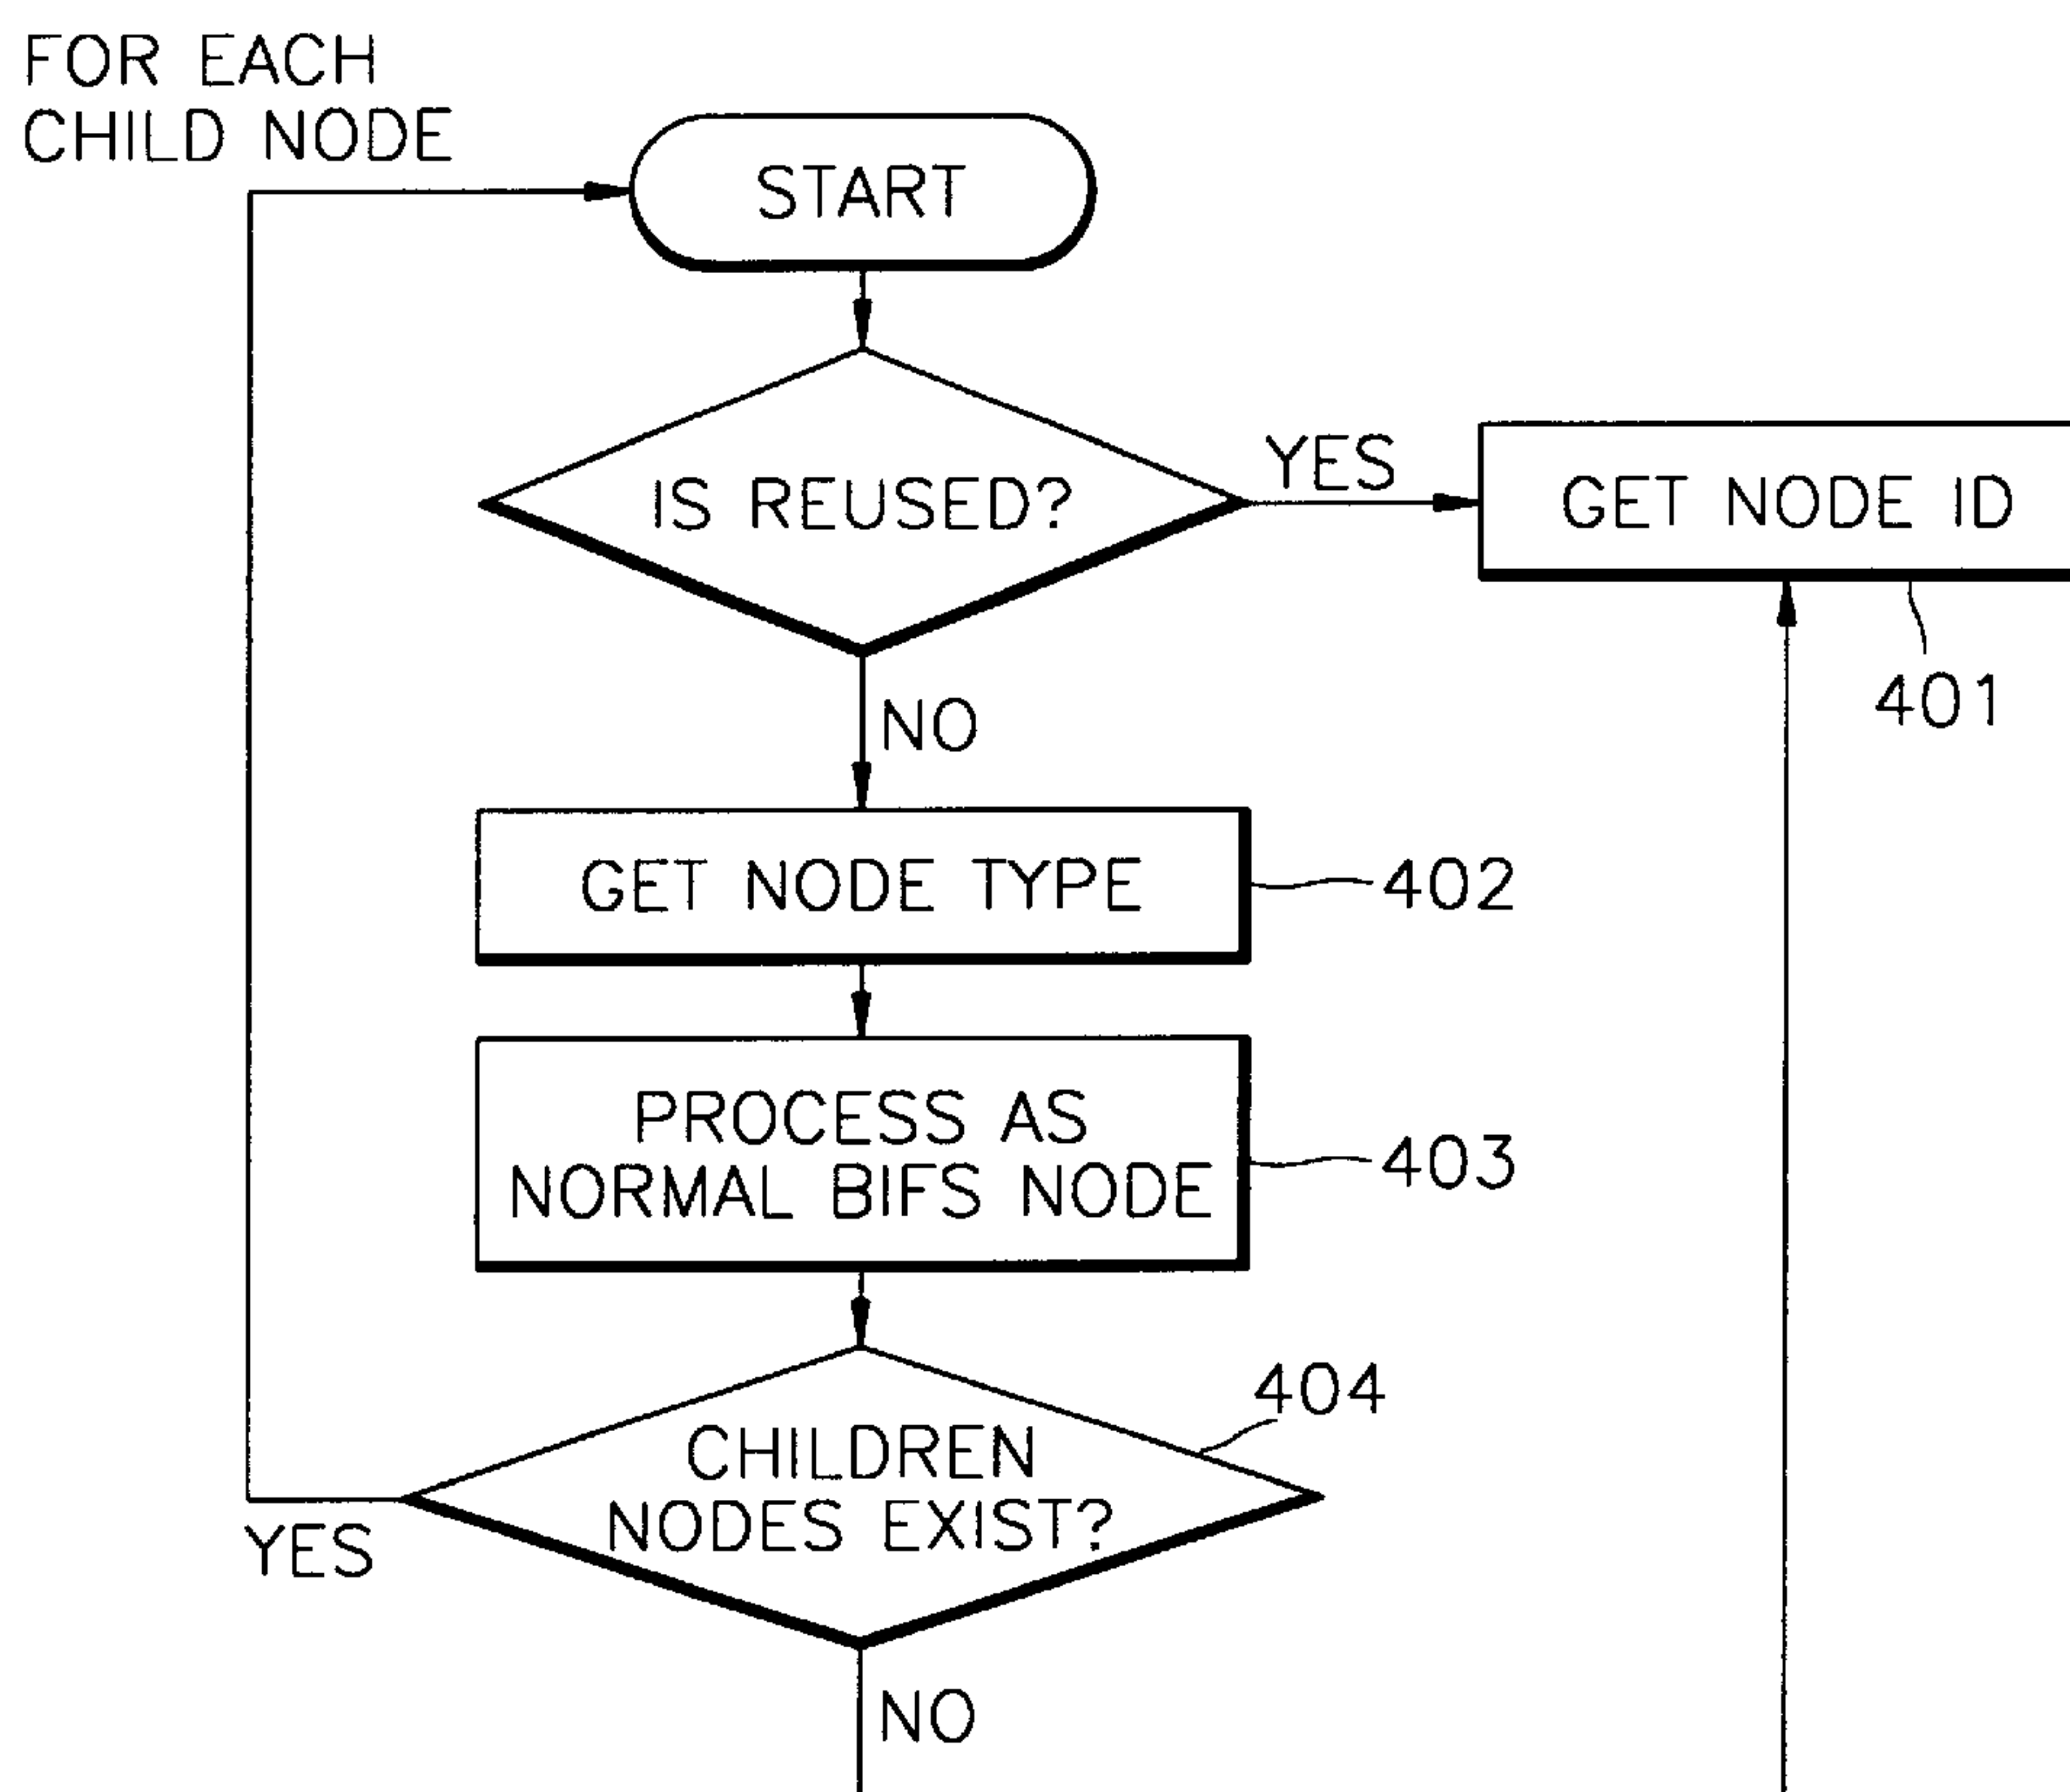 FOR EACH
CHILD NODE
START
IS REUSED?
YES
GET NODE ID
401
NO
GET NODE TYPE
402
PROCESS AS
NORMAL BIFS NODE
403
404
CHILDREN
NODES EXIST?
YES
NO